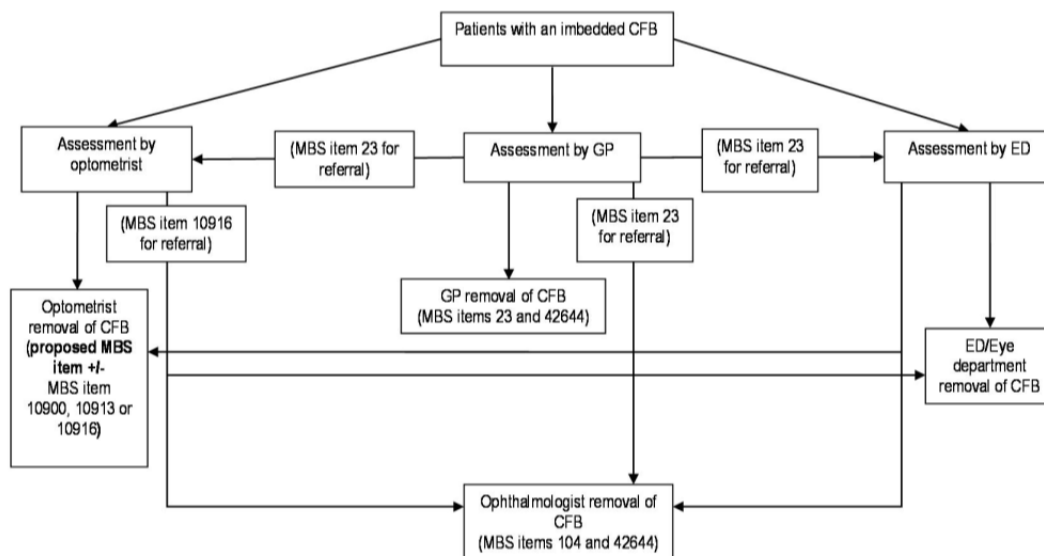 Patients with an imbedded CFB
Assessment by
optometrist
(MBS item 23 for
referral)
Assessment by GP
(MBS item 23
for referral)
Assessment by ED
(MBS item 10916
for referral)
(MBS item 23
for referral)
Optometrist
removal of CFB
(proposed MBS
item +/-
MBS item
10900, 10913 or
10916)
GP removal of CFB
(MBS items 23 and 42644)
ED/Eye
department
removal of CFB
Ophthalmologist removal of
CFB
(MBS items 104 and 42644)